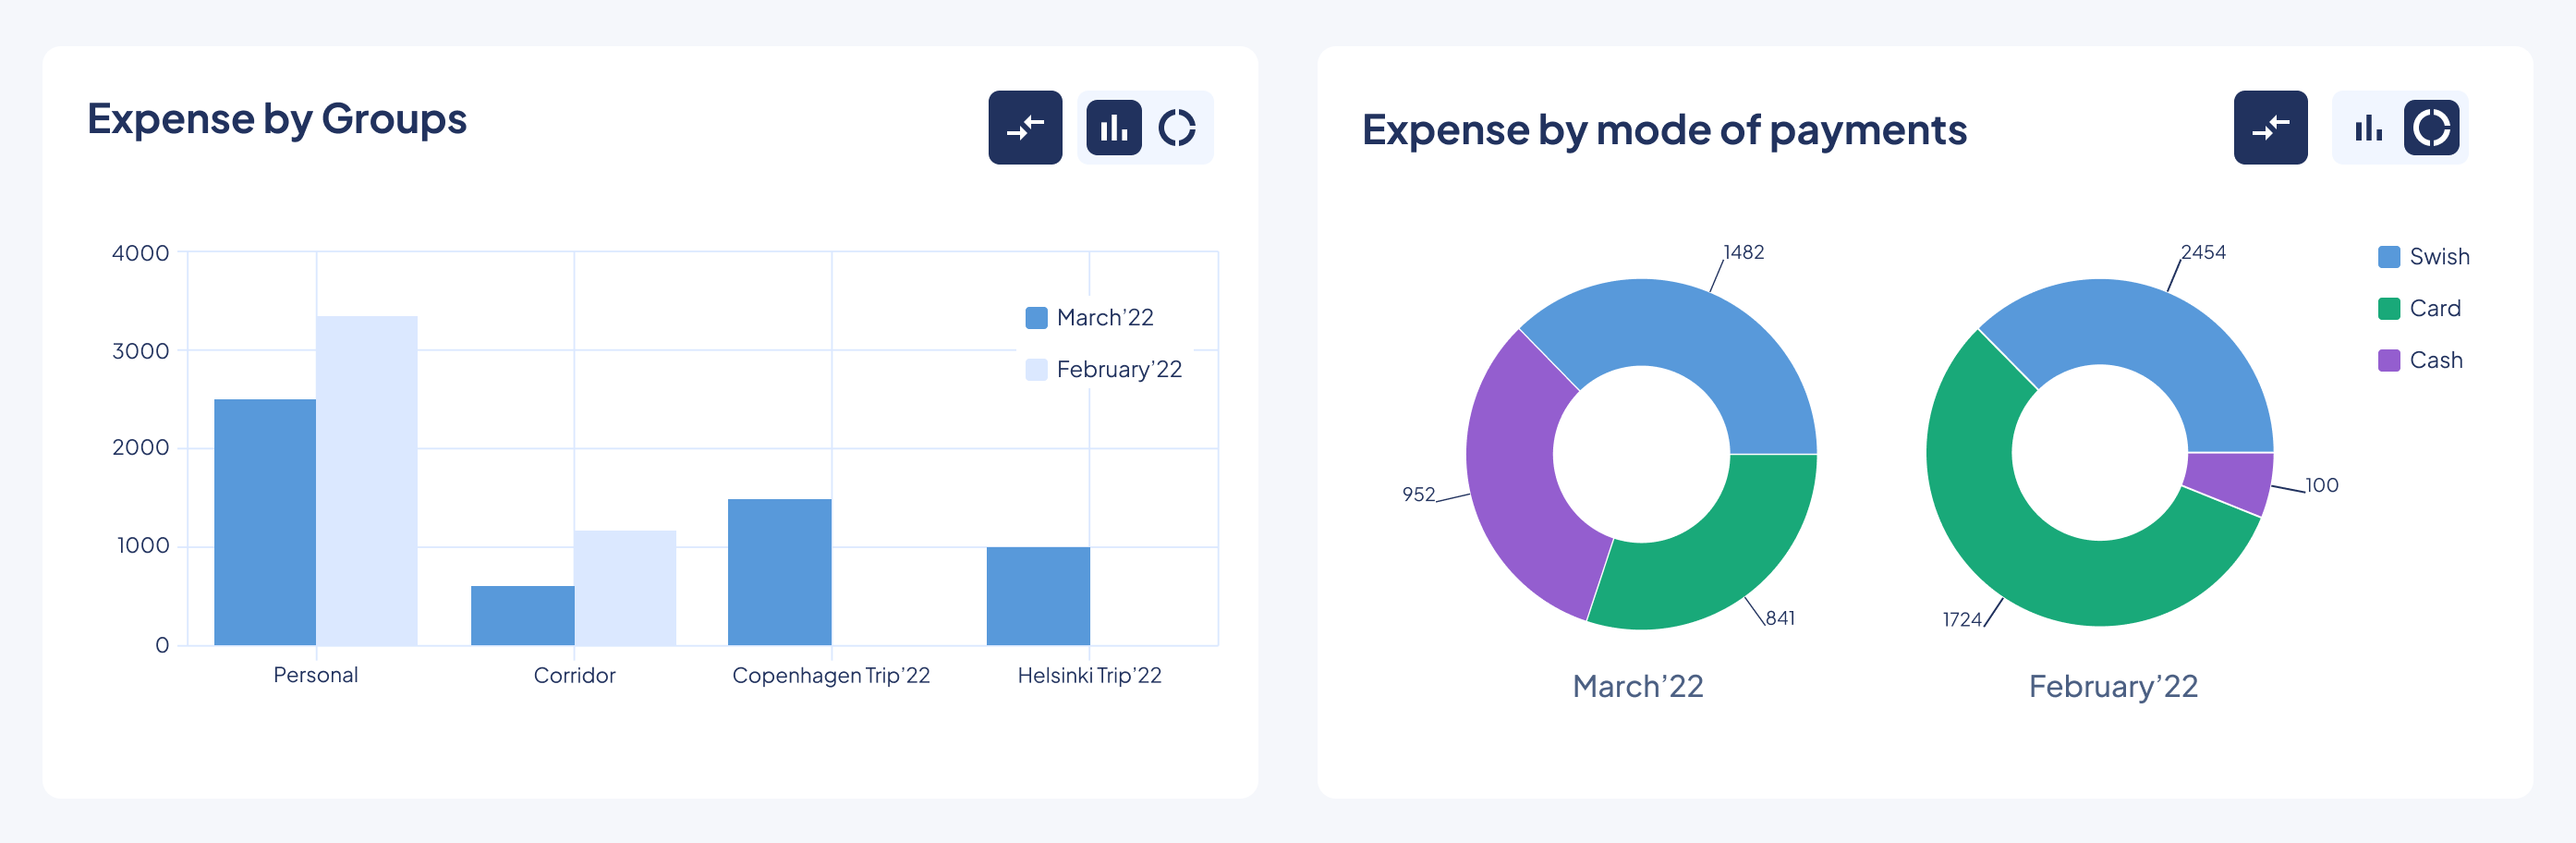 Expense by Groups
4000
3000
2000
1000
0
March’22
February’22
Personal
Corridor
Copenhagen Trip’22
Helsinki Trip’22
Expense by mode of payments
1482
952
841
March’22
2454
100
1724
February’22
Swish
Card
Cash